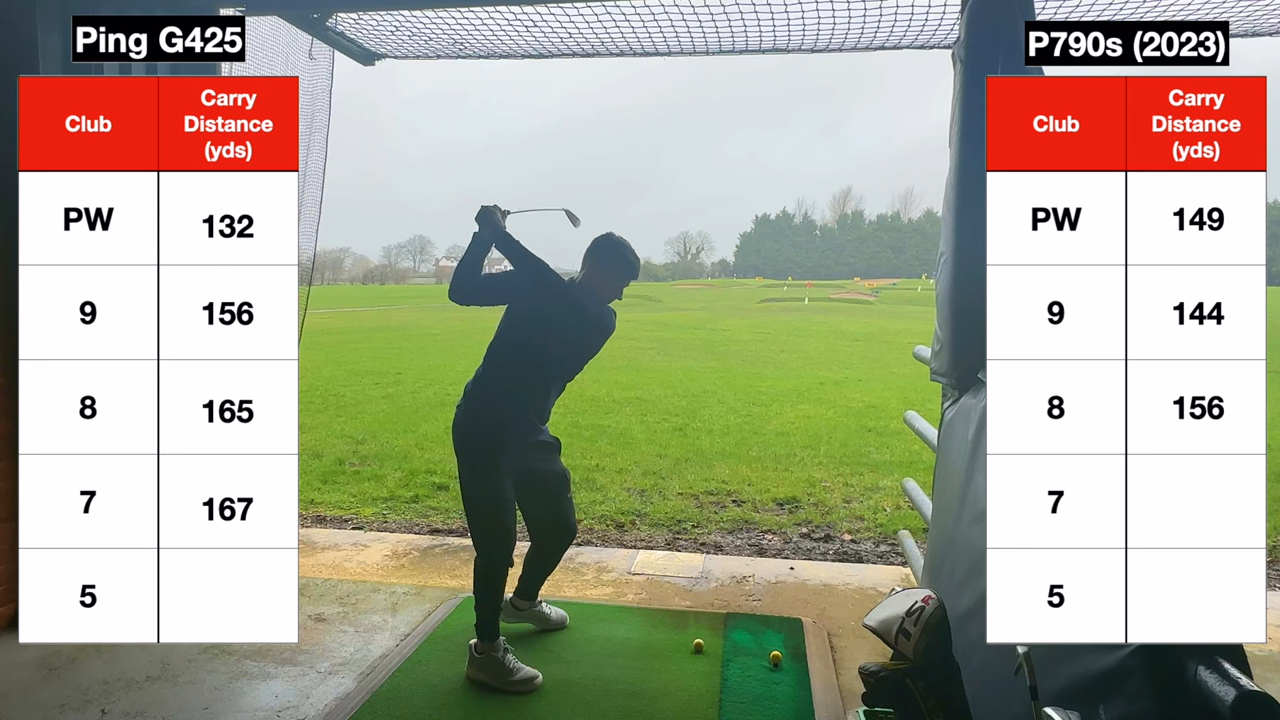 Ping G425
Club
Carry
Distance
(yds)
PW
132
9
156
8
165
7
167
5
P790s (2023)
Club
Carry
Distance
(yds)
PW
149
9
144
8
156
7
5
TSR